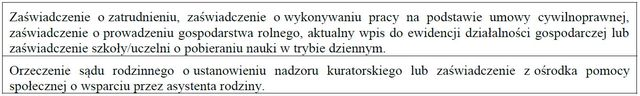 Zaświadczenie o zatrudnieniu, zaświadczenie o wykonywaniu pracy na podstawie umowy cywilnoprawnej,
zaświadczenie o prowadzeniu gospodarstwa rolnego, aktualny wpis do ewidencji działalności gospodarczej lub
zaświadczenie szkoły/uczelni o pobieraniu nauki w trybie dziennym.
Orzeczenie sądu rodzinnego o ustanowieniu nadzoru kuratorskiego lub zaświadczenie z ośrodka pomocy
społecznej o wsparciu przez asystenta rodziny.